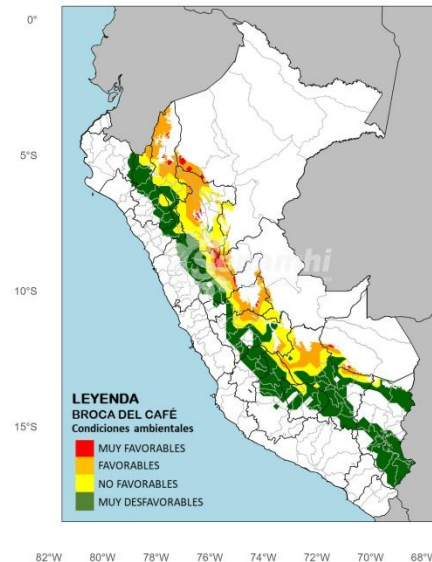 0°
5°S
10°S
15°S
senamhi
LEYENDA
BROCA DEL CAFÉ
Condiciones ambientales
MUY FAVORABLES
FAVORABLES
NO FAVORABLES
MUY DESFAVORABLES
82°W 80°W 78°W 76°W 74°W 72°W 70°W 68°W